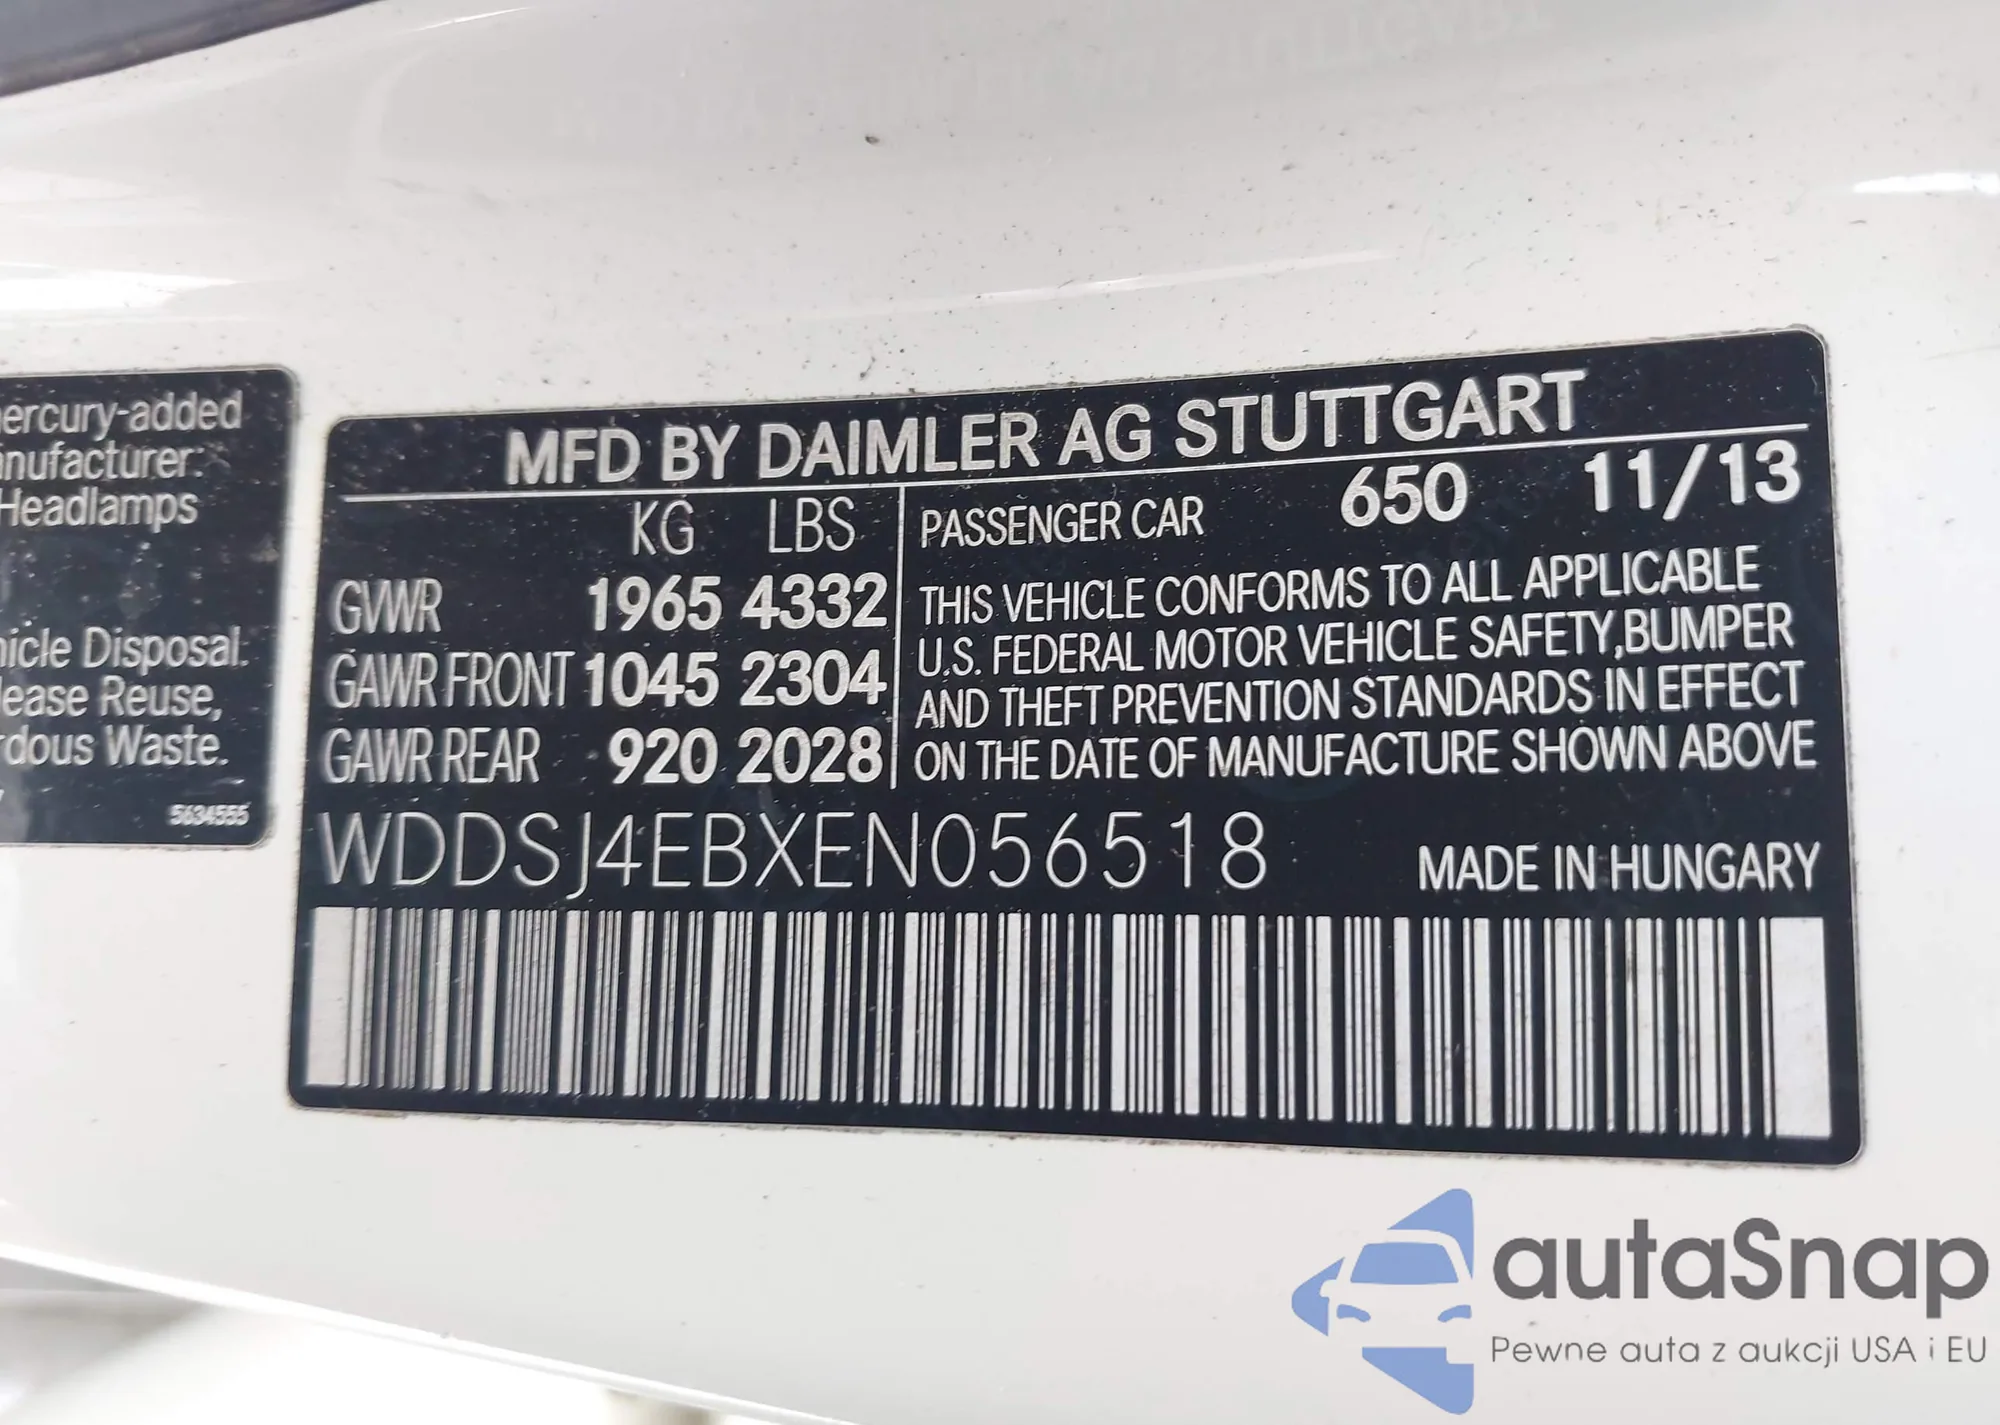 ercury-added
nufacturer:
Headlamps
icle Disposal.
lease Reuse,
rdous Waste.
5634555
MFD BY DAIMLER AG STUTTGART
KG LBS
GVWR 1965 4332
GAWR FRONT 1045 2304
GAWR REAR 920 2028
PASSENGER CAR 650 11/13
THIS VEHICLE CONFORMS TO ALL APPLICABLE
U.S. FEDERAL MOTOR VEHICLE SAFETY,BUMPER
AND THEFT PREVENTION STANDARDS IN EFFECT
ON THE DATE OF MANUFACTURE SHOWN ABOVE
WDDSJ4EBXEN056518 MADE IN HUNGARY
autaSnap
Pewne auta z aukcji USA i EU